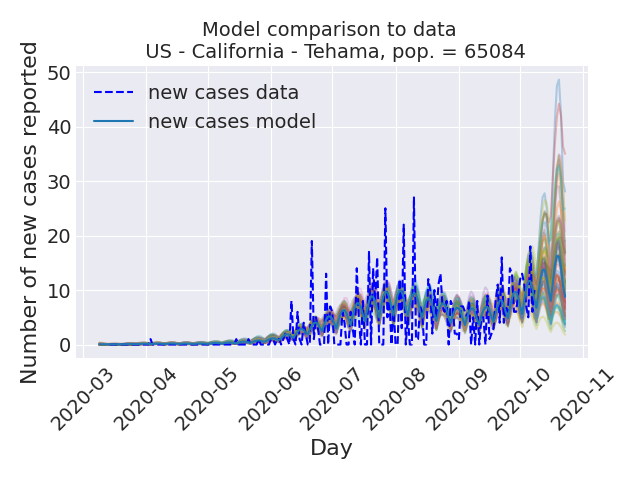 Model comparison to data
US - California - Tehama, pop. = 65084
Number of new cases reported
50
40
30
20
10
0
new cases data
new cases model
2020-03
2020-04
2020-05
2020-06
2020-07
2020-08
2020-09
2020-10
2020-11
Day